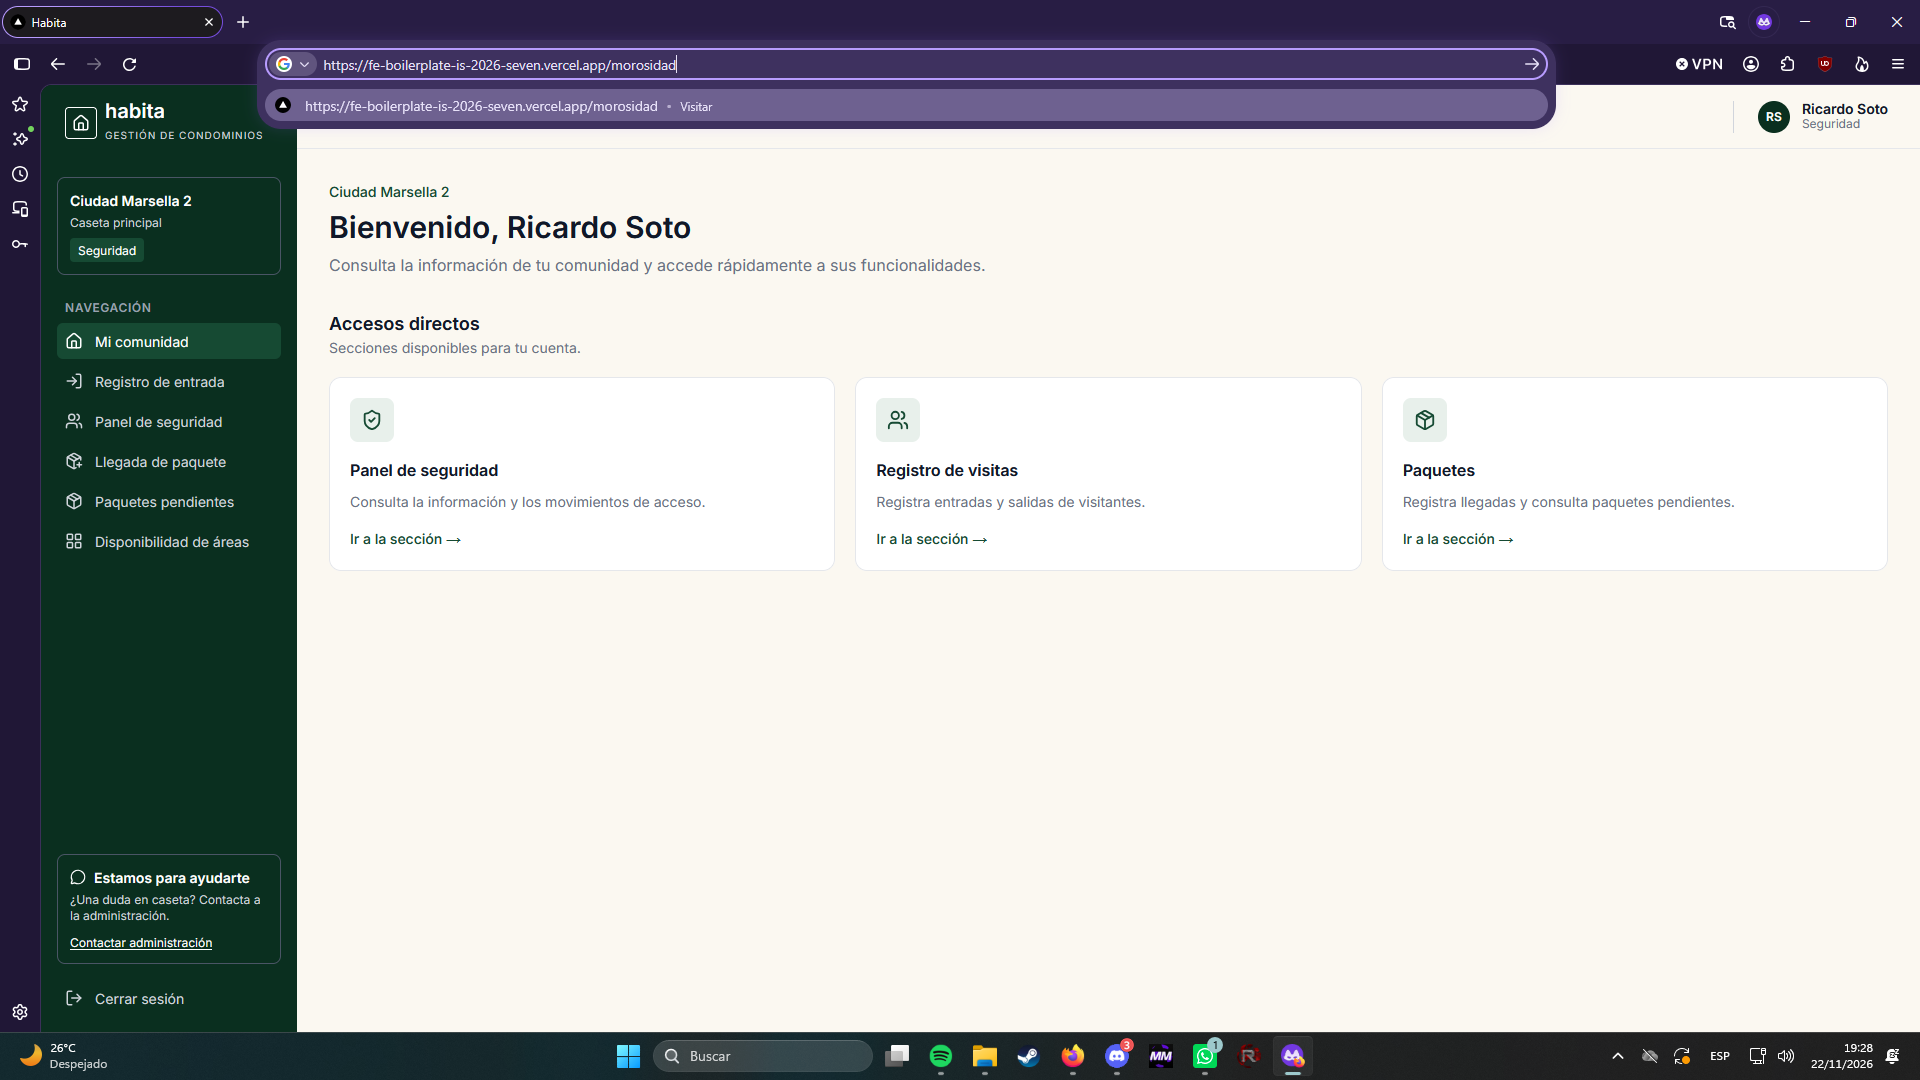 Habita
https://fe-boilerplate-is-2026-seven.vercel.app/morosidad
VPN
https://fe-boilerplate-is-2026-seven.vercel.app/morosidad - Visitar
habita
GESTIÓN DE CONDOMINIOS
RS
Ricardo Soto
Seguridad
Ciudad Marsella 2
Caseta principal
Seguridad
NAVEGACIÓN
Mi comunidad
Registro de entrada
Panel de seguridad
Llegada de paquete
Paquetes pendientes
Disponibilidad de áreas
Estamos para ayudarte
¿Una duda en caseta? Contacta a
la administración.
Contactar administración
Cerrar sesión
Ciudad Marsella 2
Bienvenido, Ricardo Soto
Consulta la información de tu comunidad y accede rápidamente a sus funcionalidades.
Accesos directos
Secciones disponibles para tu cuenta.
Panel de seguridad
Consulta la información y los movimientos de acceso.
Ir a la sección →
Registro de visitas
Registra entradas y salidas de visitantes.
Ir a la sección →
Paquetes
Registra llegadas y consulta paquetes pendientes.
Ir a la sección →
26°C
Despejado
Buscar
3
MM
1
R
ESP
19:28
22/11/2026